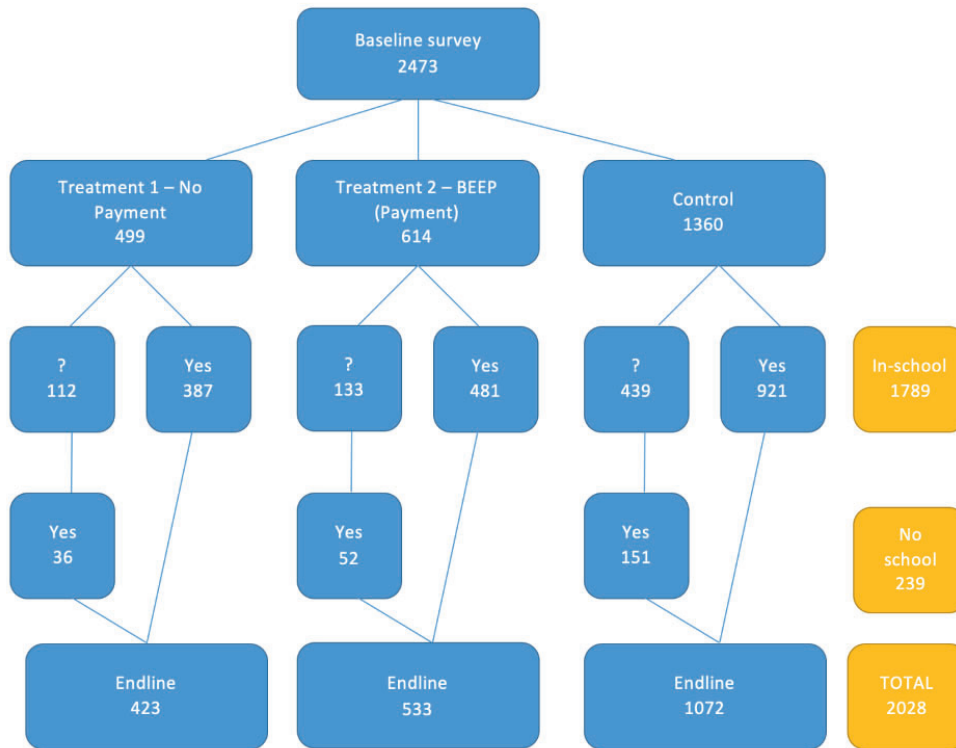 Baseline survey
2473
Treatment 1 – No
Payment
499
Treatment 2 – BEEP
(Payment)
614
Control
1360
?
112
Yes
387
?
133
Yes
481
?
439
Yes
921
In-school
1789
Yes
36
Yes
52
Yes
151
No
school
239
Endline
423
Endline
533
Endline
1072
TOTAL
2028